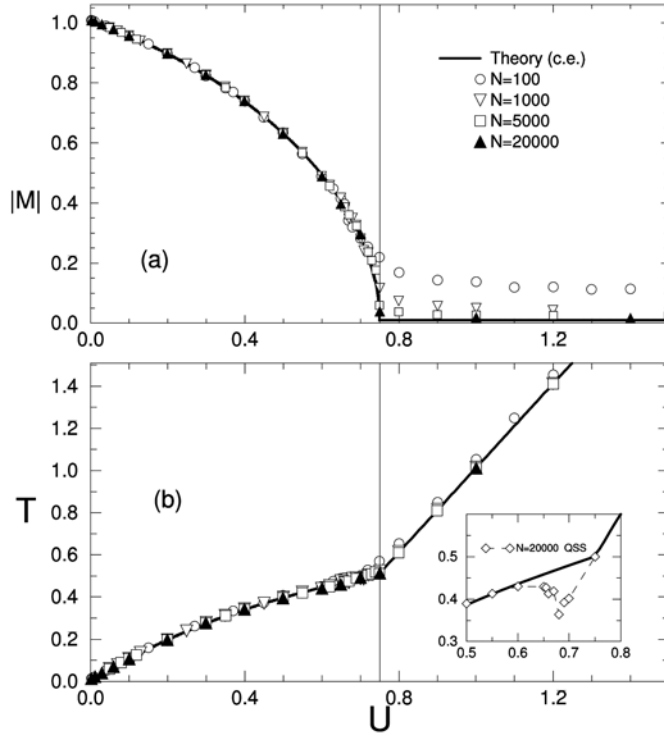 1.0
0.8
0.6
|M|
0.4
0.2
0.0
Theory (c.e.)
N=100
N=1000
N=5000
N=20000
(a)
0.0 0.4 0.8 1.2
1.4
1.2
1.0
T
0.8
0.6
0.4
0.2
0.0
(b)
N=20000 QSS
0.5
0.4
0.3
0.5 0.6 0.7 0.8
0.0 0.4 0.8 1.2
U